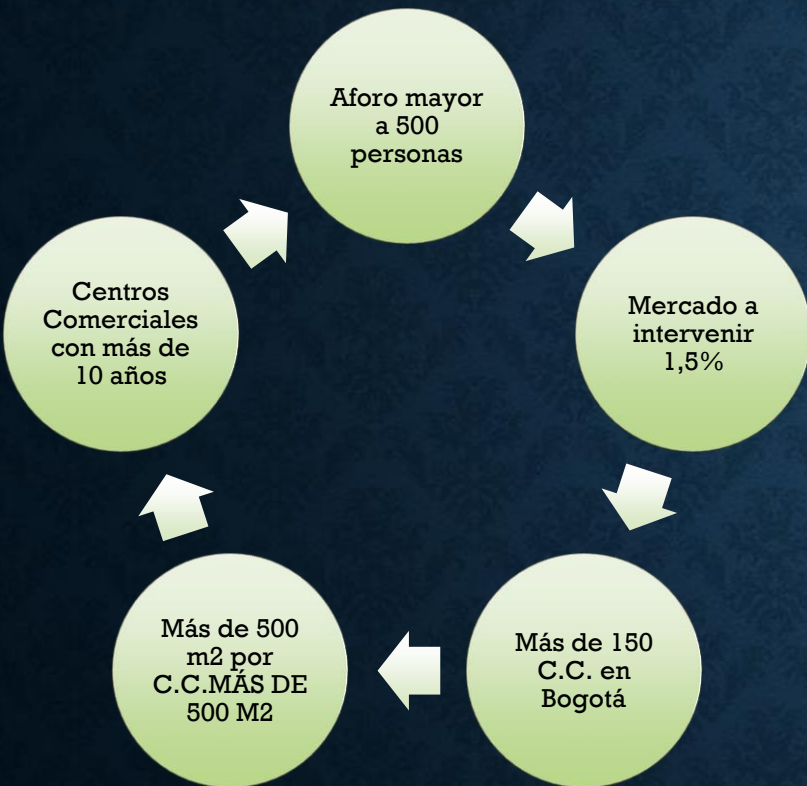 Aforo mayor
a 500
personas
Mercado a
intervenir
1,5%
Más de 150
C.C. en
Bogotá
Más de 500
m2 por
C.C.MÁS DE
500 M2
Centros
Comerciales
con más de
10 años